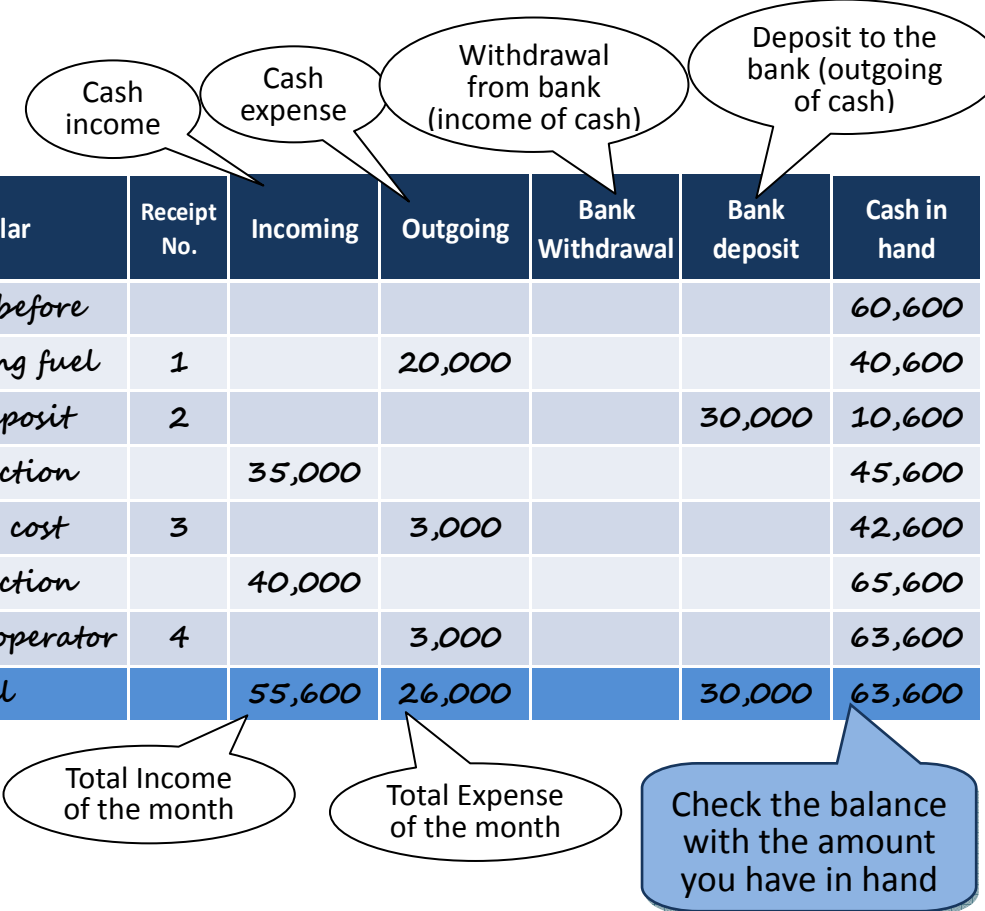 Cash
income
Cash
expense
Withdrawal
from bank
(income of cash)
Deposit to the
bank (outgoing
of cash)
lar Receipt No. Incoming Outgoing Bank Withdrawal Bank deposit Cash in hand
before 60,600
ng fuel 1 20,000 40,600
posit 2 30,000 10,600
ction 35,000 45,600
cost 3 3,000 42,600
ction 40,000 65,600
operator 4 3,000 63,600
l 55,600 26,000 30,000 63,600
Total Income
of the month
Total Expense
of the month
Check the balance
with the amount
you have in hand